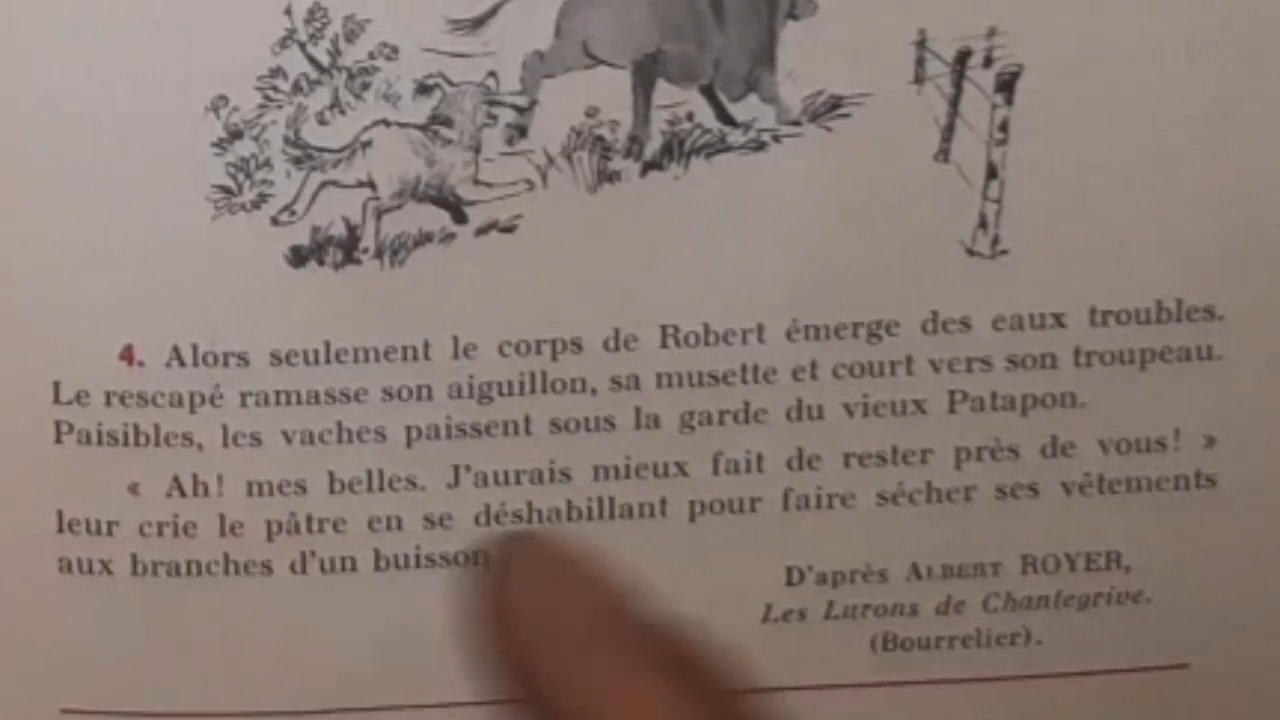 4. Alors seulement le corps de Robert émerge des eaux troubles.
Le rescapé ramasse son aiguillon, sa musette et court vers son troupeau.
Paisibles, les vaches paissent sous la garde du vieux Patapon.
« Ah! mes belles. J'aurais mieux fait de rester près de vous! »
leur crie le pâtre en se déshabillant pour faire sécher ses vêtements
aux branches d'un buisson
D'après ALBERT ROYER,
Les Lurons de Chantegrive.
(Bourrelier).